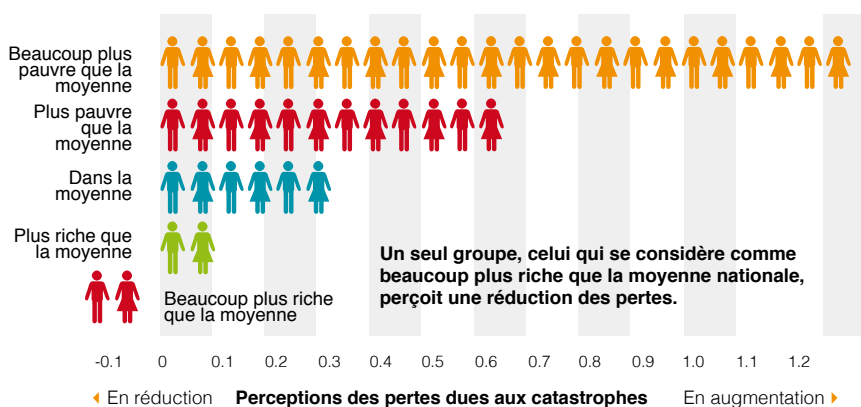 Beaucoup plus
pauvre que la
moyenne
Plus pauvre
que la
moyenne
Dans la
moyenne
Plus riche que
la moyenne
Un seul groupe, celui qui se considère comme
beaucoup plus riche que la moyenne nationale,
perçoit une réduction des pertes.
Beaucoup plus riche
que la moyenne
-0.1 0 0.1 0.2 0.3 0.4 0.5 0.6 0.7 0.8 0.9 1.0 1.1 1.2
En réduction Perceptions des pertes dues aux catastrophes En augmentation